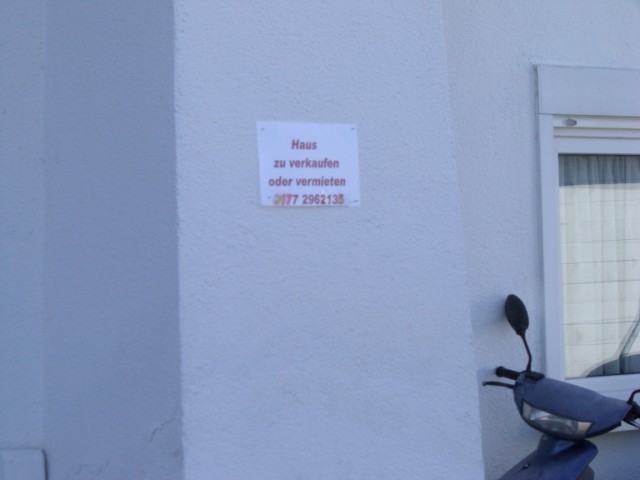 Haus
zu verkaufen
oder vermieten
0177 2962135